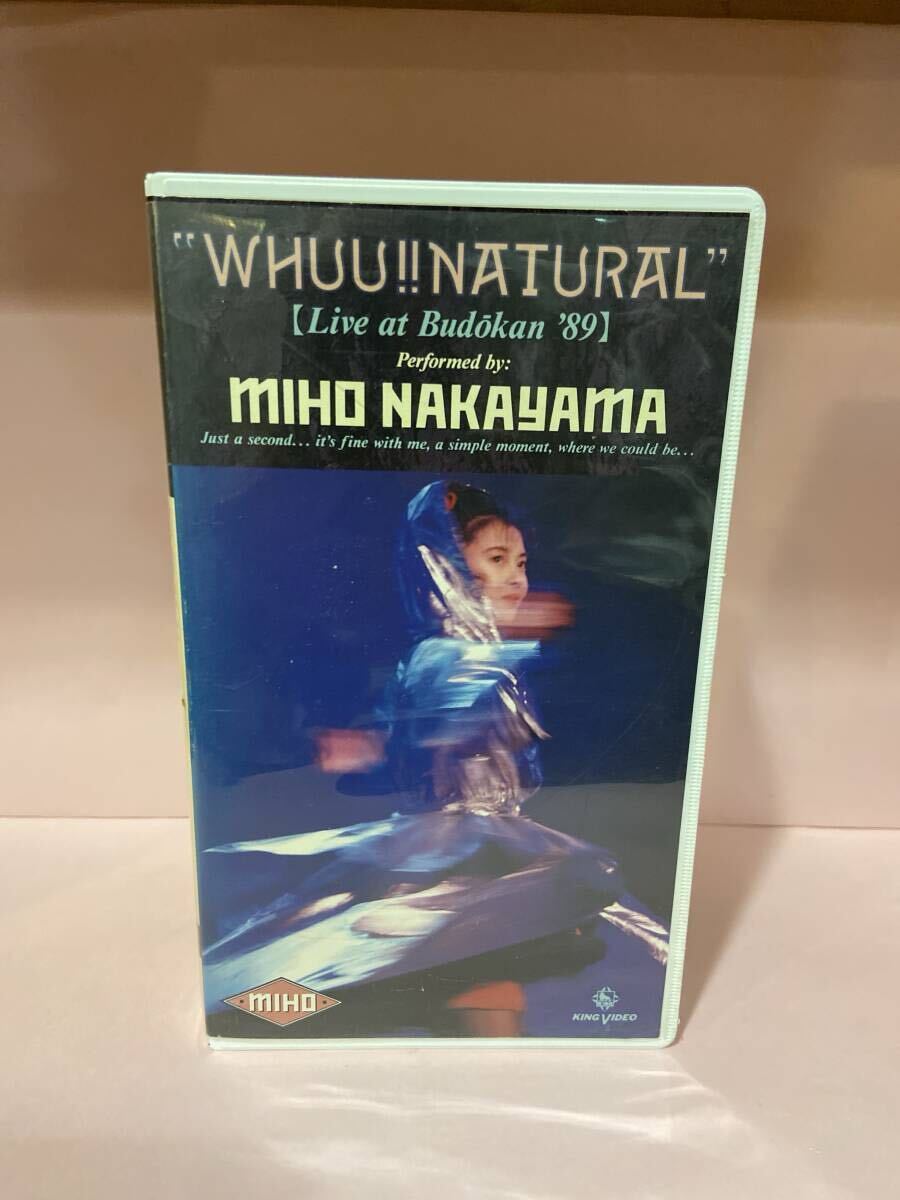 "WHUU!!NATURAL"
【Live at Budōkan '89】
Performed by:
MIHO NAKAYAMA
Just a second... it's fine with me, a simple moment, where we could be...
MIHO
KING VIDEO